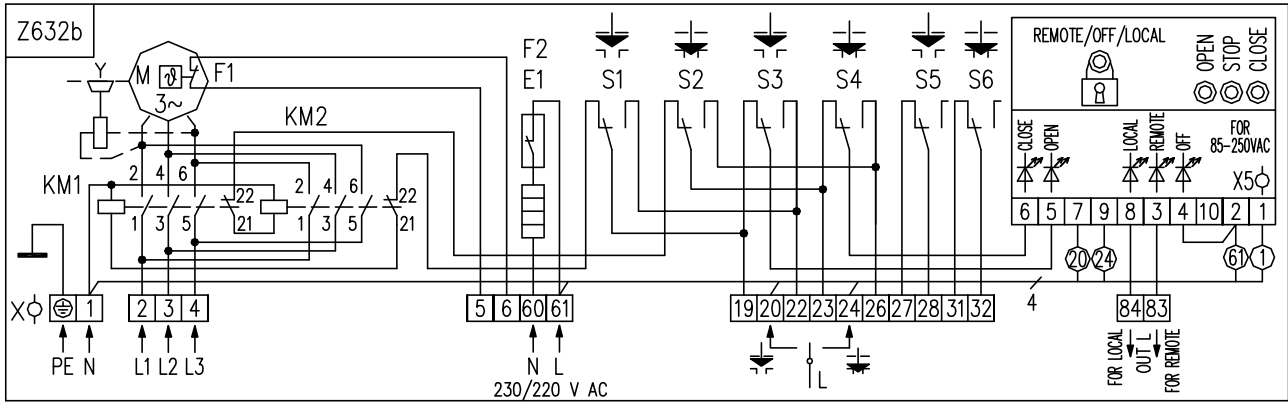 Z632b
Y
M
ϑ
F1
3~
KM2
KM1
2 4 6
2 4 6
22
22
1 3 5
21
1 3 5
21
F2
E1
S1 S2 S3 S4 S5 S6
REMOTE/OFF/LOCAL
OPEN
STOP
CLOSE
CLOSE
OPEN
LOCAL
REMOTE
OFF
FOR
85-250VAC
X5
6 5 7 9 8 3 4 10 2 1
20 24 61 1
4
X
1 2 3 4
5 6 60 61
19 20 22 23 24 26 27 28 31 32
84 83
PE N L1 L2 L3
N L
230/220 V AC
L
FOR LOCAL
OUT L
FOR REMOTE